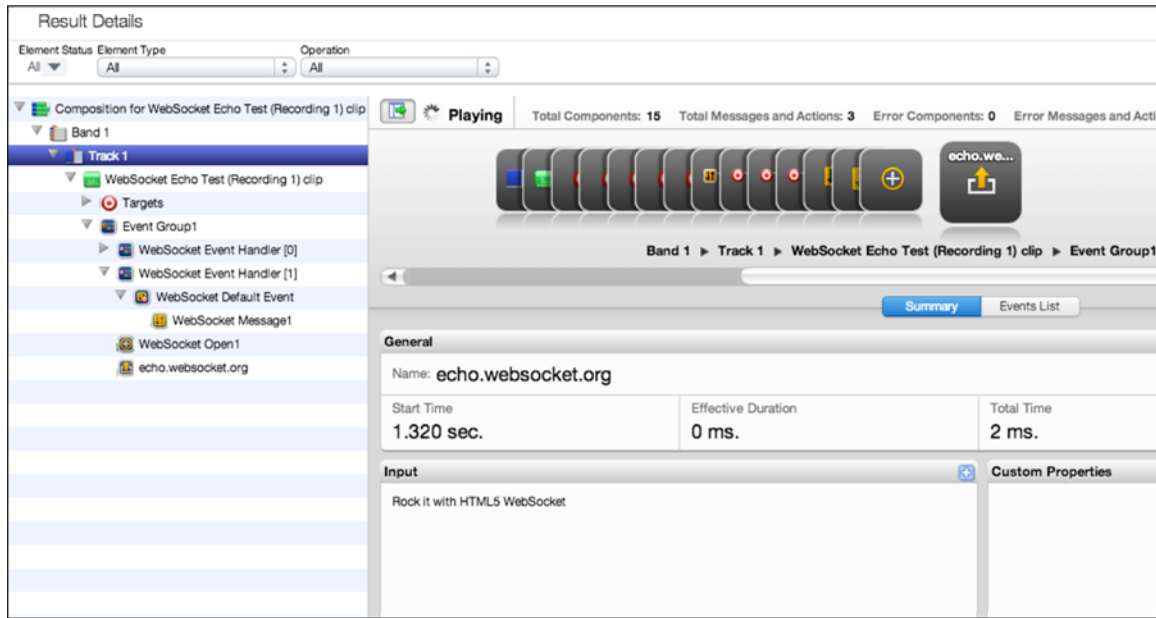 Result Details
Element Status Element Type Operation
All All All
Composition for WebSocket Echo Test (Recording 1) clip
Band 1
Track 1
WebSocket Echo Test (Recording 1) clip
Targets
Event Group1
WebSocket Event Handler [0]
WebSocket Event Handler [1]
WebSocket Default Event
WebSocket Message1
WebSocket Open1
echo.websocket.org
Playing Total Components: 15 Total Messages and Actions: 3 Error Components: 0 Error Messages and Acti
echo.we...
Band 1 ▶ Track 1 ▶ WebSocket Echo Test (Recording 1) clip ▶ Event Group1
Summary Events List
General
Name: echo.websocket.org
Start Time Effective Duration Total Time
1.320 sec. 0 ms. 2 ms.
Input Custom Properties
Rock it with HTML5 WebSocket